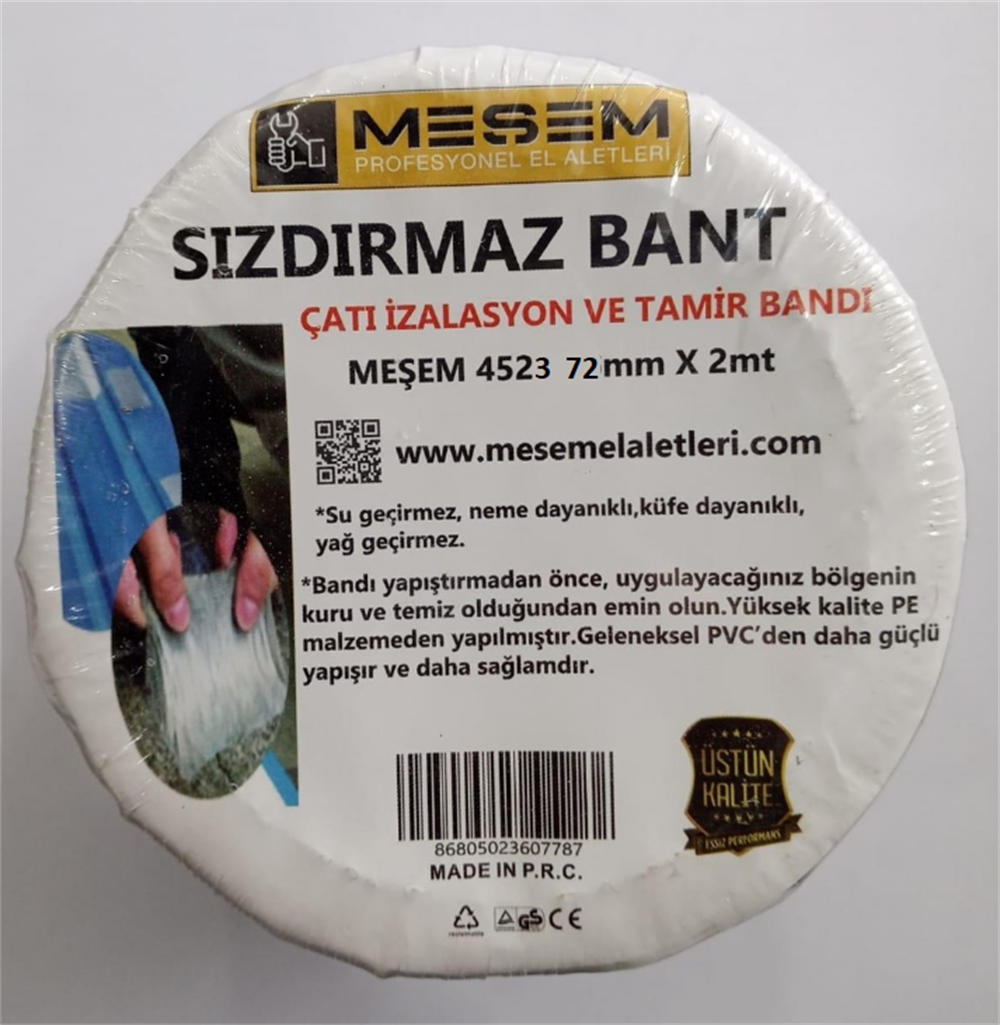 MEŞEM
PROFESYONEL EL ALETLERİ
SIZDIRMAZ BANT
ÇATI İZALASYON VE TAMİR BANDI
MEŞEM 4523 72mm X 2mt
www.mesemelaletleri.com
*Su geçirmez, neme dayanıklı,küfe dayanıklı,
yağ geçirmez.
*Bandı yapıştırmadan önce, uygulayacağınız bölgenin
kuru ve temiz olduğundan emin olun.Yüksek kalite PE
malzemeden yapılmıştır.Geleneksel PVC'den daha güçlü
yapışır ve daha sağlamdır.
ÜSTÜN
KALİTE
EŞSİZ PERFORMANS
86805023607787
MADE IN P.R.C.
GS CE